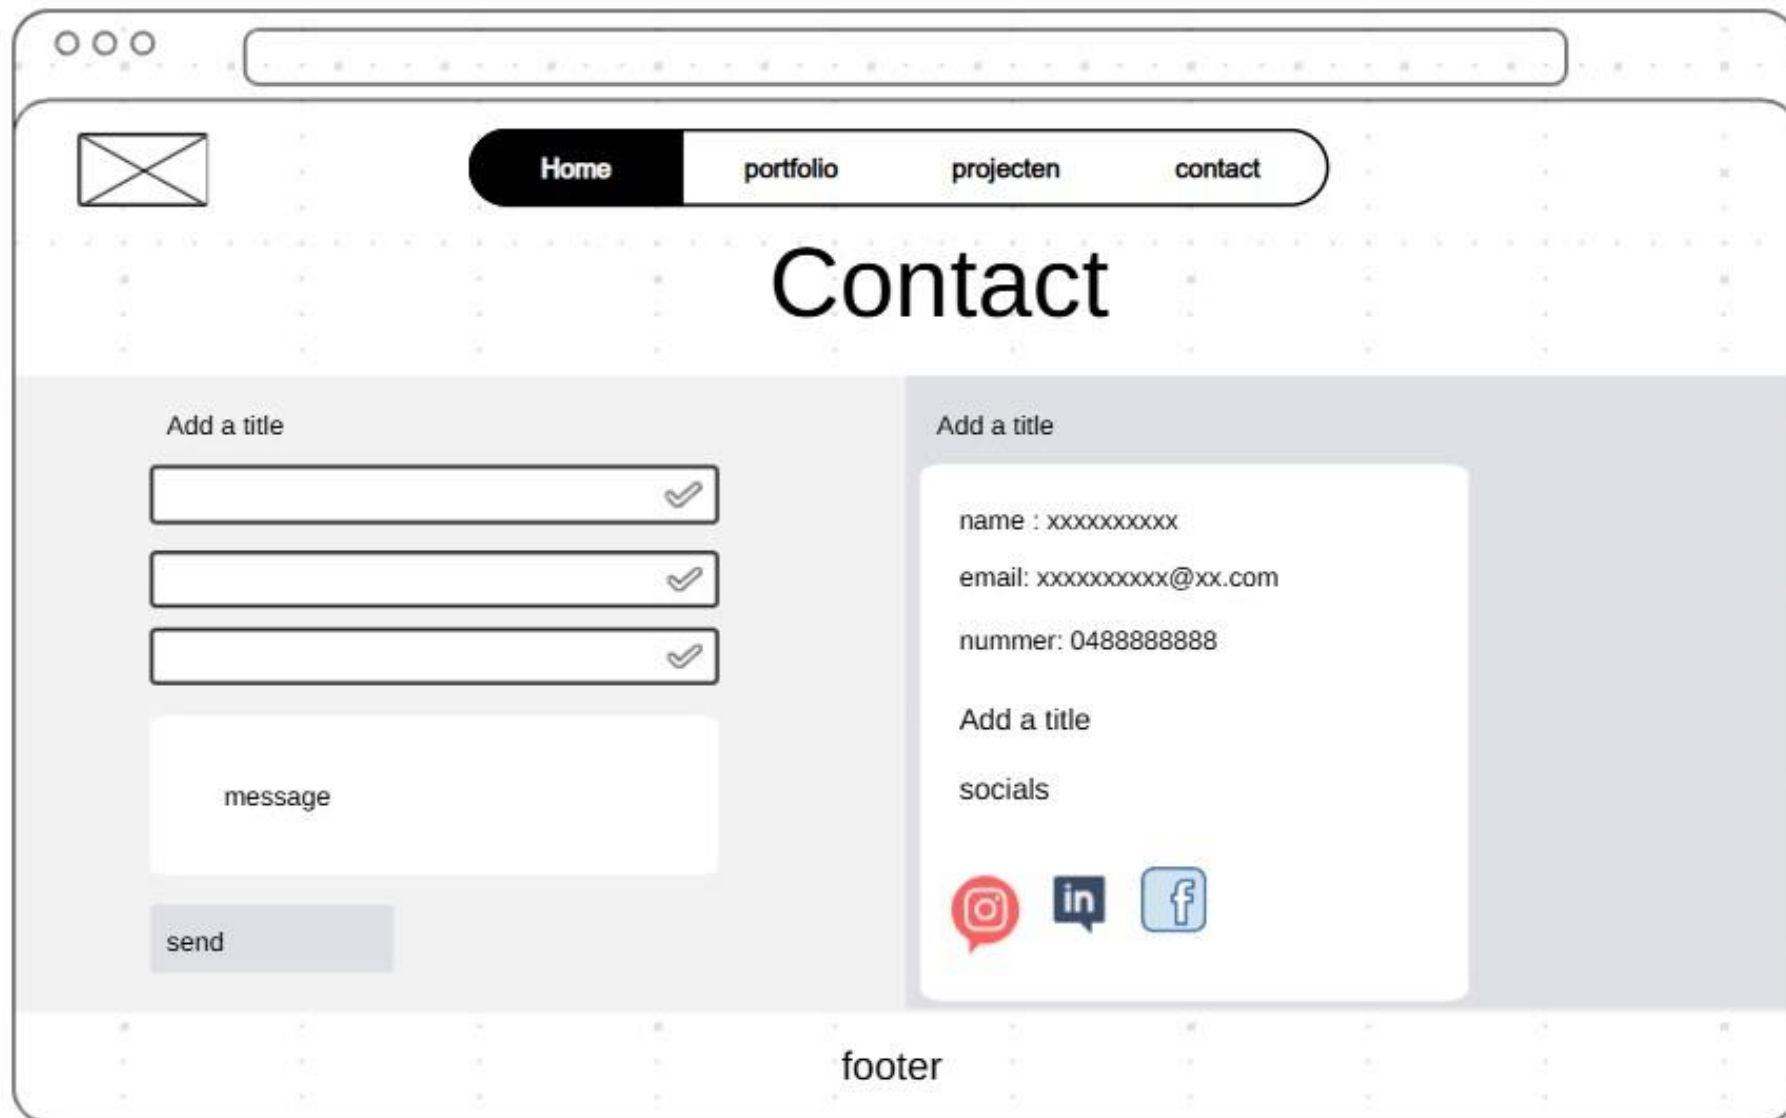 Home portfolio projecten contact
Contact
Add a title
message
send
Add a title
name : xxxxxxxxxx
email: xxxxxxxxxx@xx.com
nummer: 0488888888
Add a title
socials
in f
footer